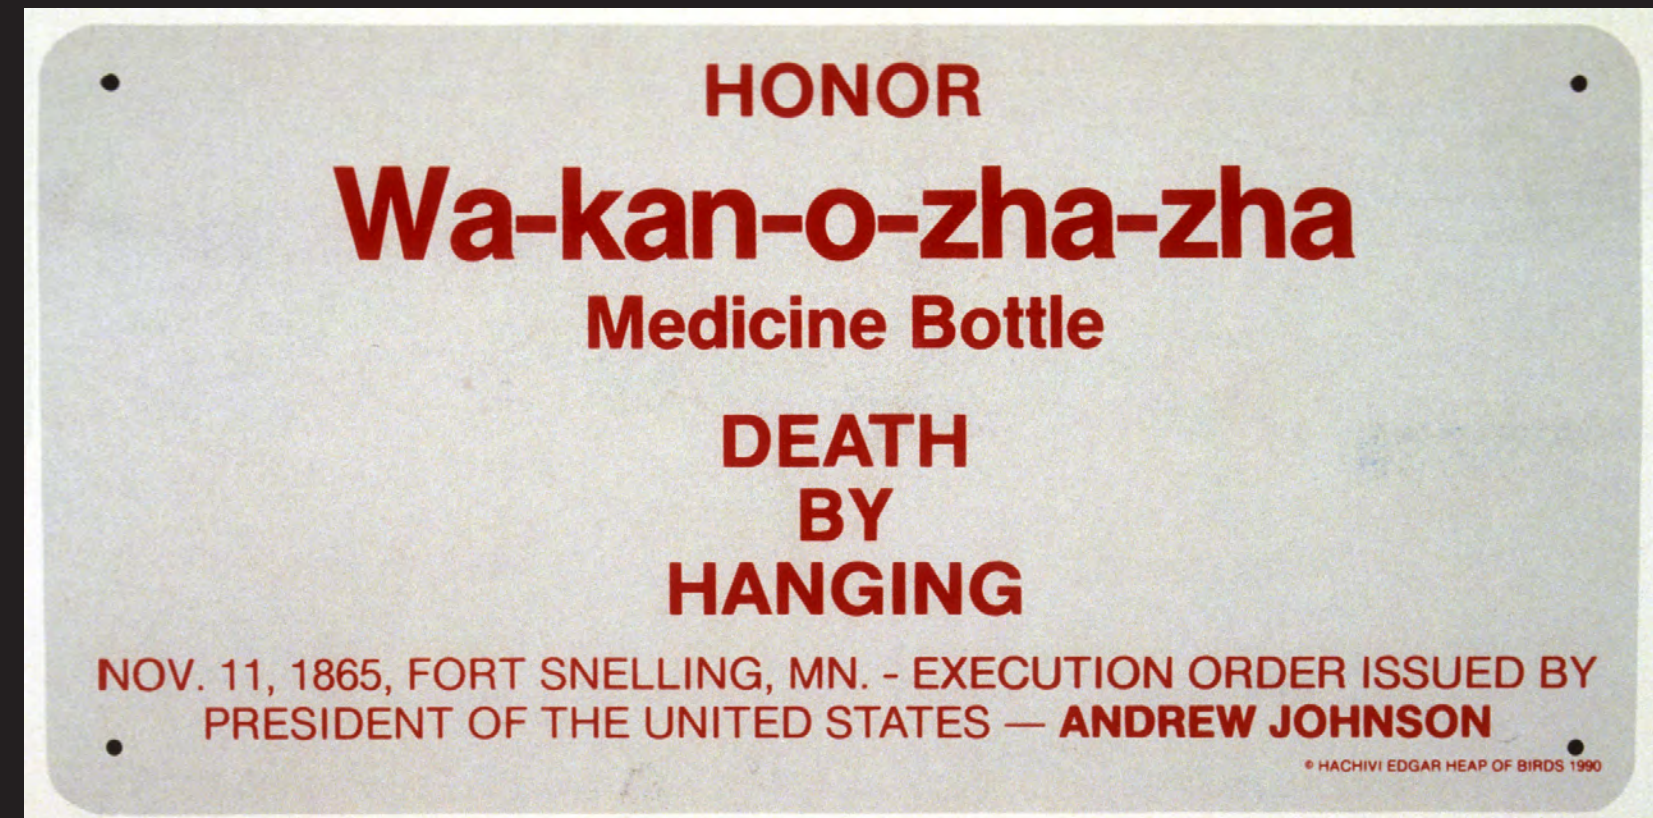 HONOR
Wa-kan-o-zha-zha
Medicine Bottle
DEATH
BY
HANGING
NOV. 11, 1865, FORT SNELLING, MN. - EXECUTION ORDER ISSUED BY
PRESIDENT OF THE UNITED STATES — ANDREW JOHNSON
© HACHIVI EDGAR HEAP OF BIRDS 1990